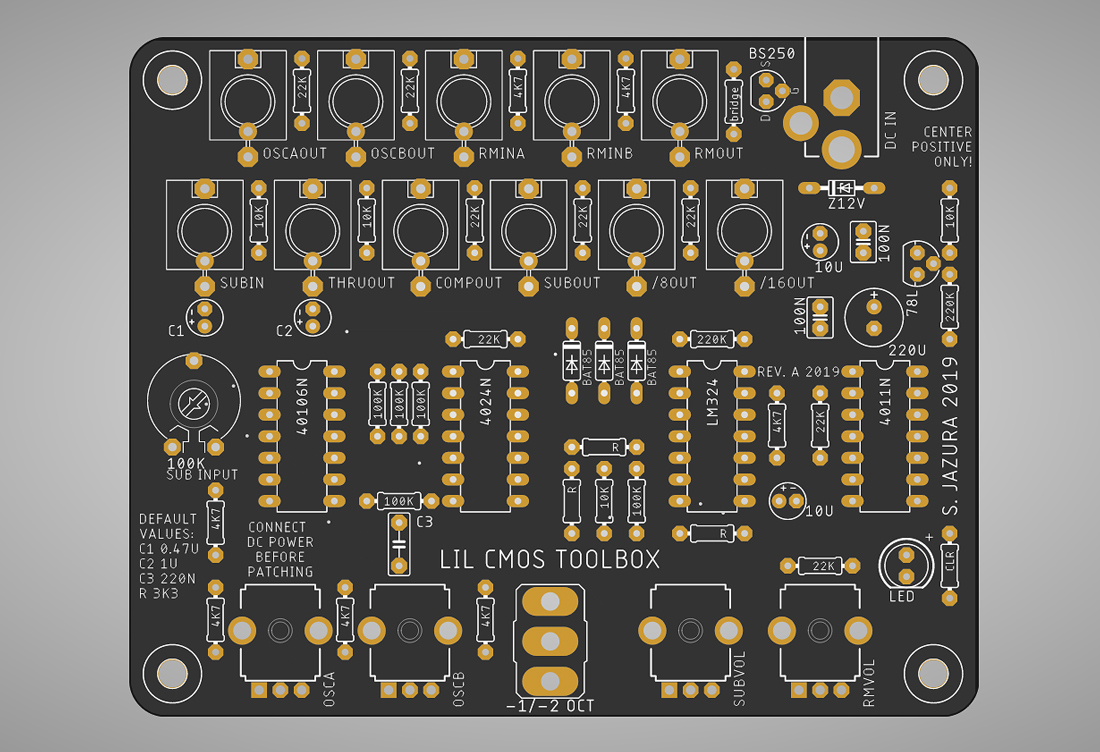 BS250
S
G
D
22K
22K
4K7
4K7
bridge
DC IN
OSCAOUT
OSCBOUT
RMINA
RMINB
RMOUT
CENTER
POSITIVE
ONLY!
Z12V
10K
10K
22K
22K
22K
10K
+-
10U
100N
SUBIN
THRUOUT
COMPOUT
SUBOUT
/8OUT
/16OUT
78L
220K
C1
+-
C2
+-
100N
+
220U
22K
220K
BAT85
BAT85
BAT85
REV. A 2019
40106N
100K
100K
100K
4024N
LM324
4K7
22K
4011N
S. JAZURA 2019
100K
SUB INPUT
R
R
10K
100K
+-
10U
4K7
100K
C3
R
DEFAULT
VALUES:
C1 0.47U
C2 1U
C3 220N
R 3K3
CONNECT
DC POWER
BEFORE
PATCHING
LIL CMOS TOOLBOX
22K
+
LED
CLR
4K7
4K7
4K7
OSCA
OSCB
-1/-2 OCT
SUBVOL
RMVOL